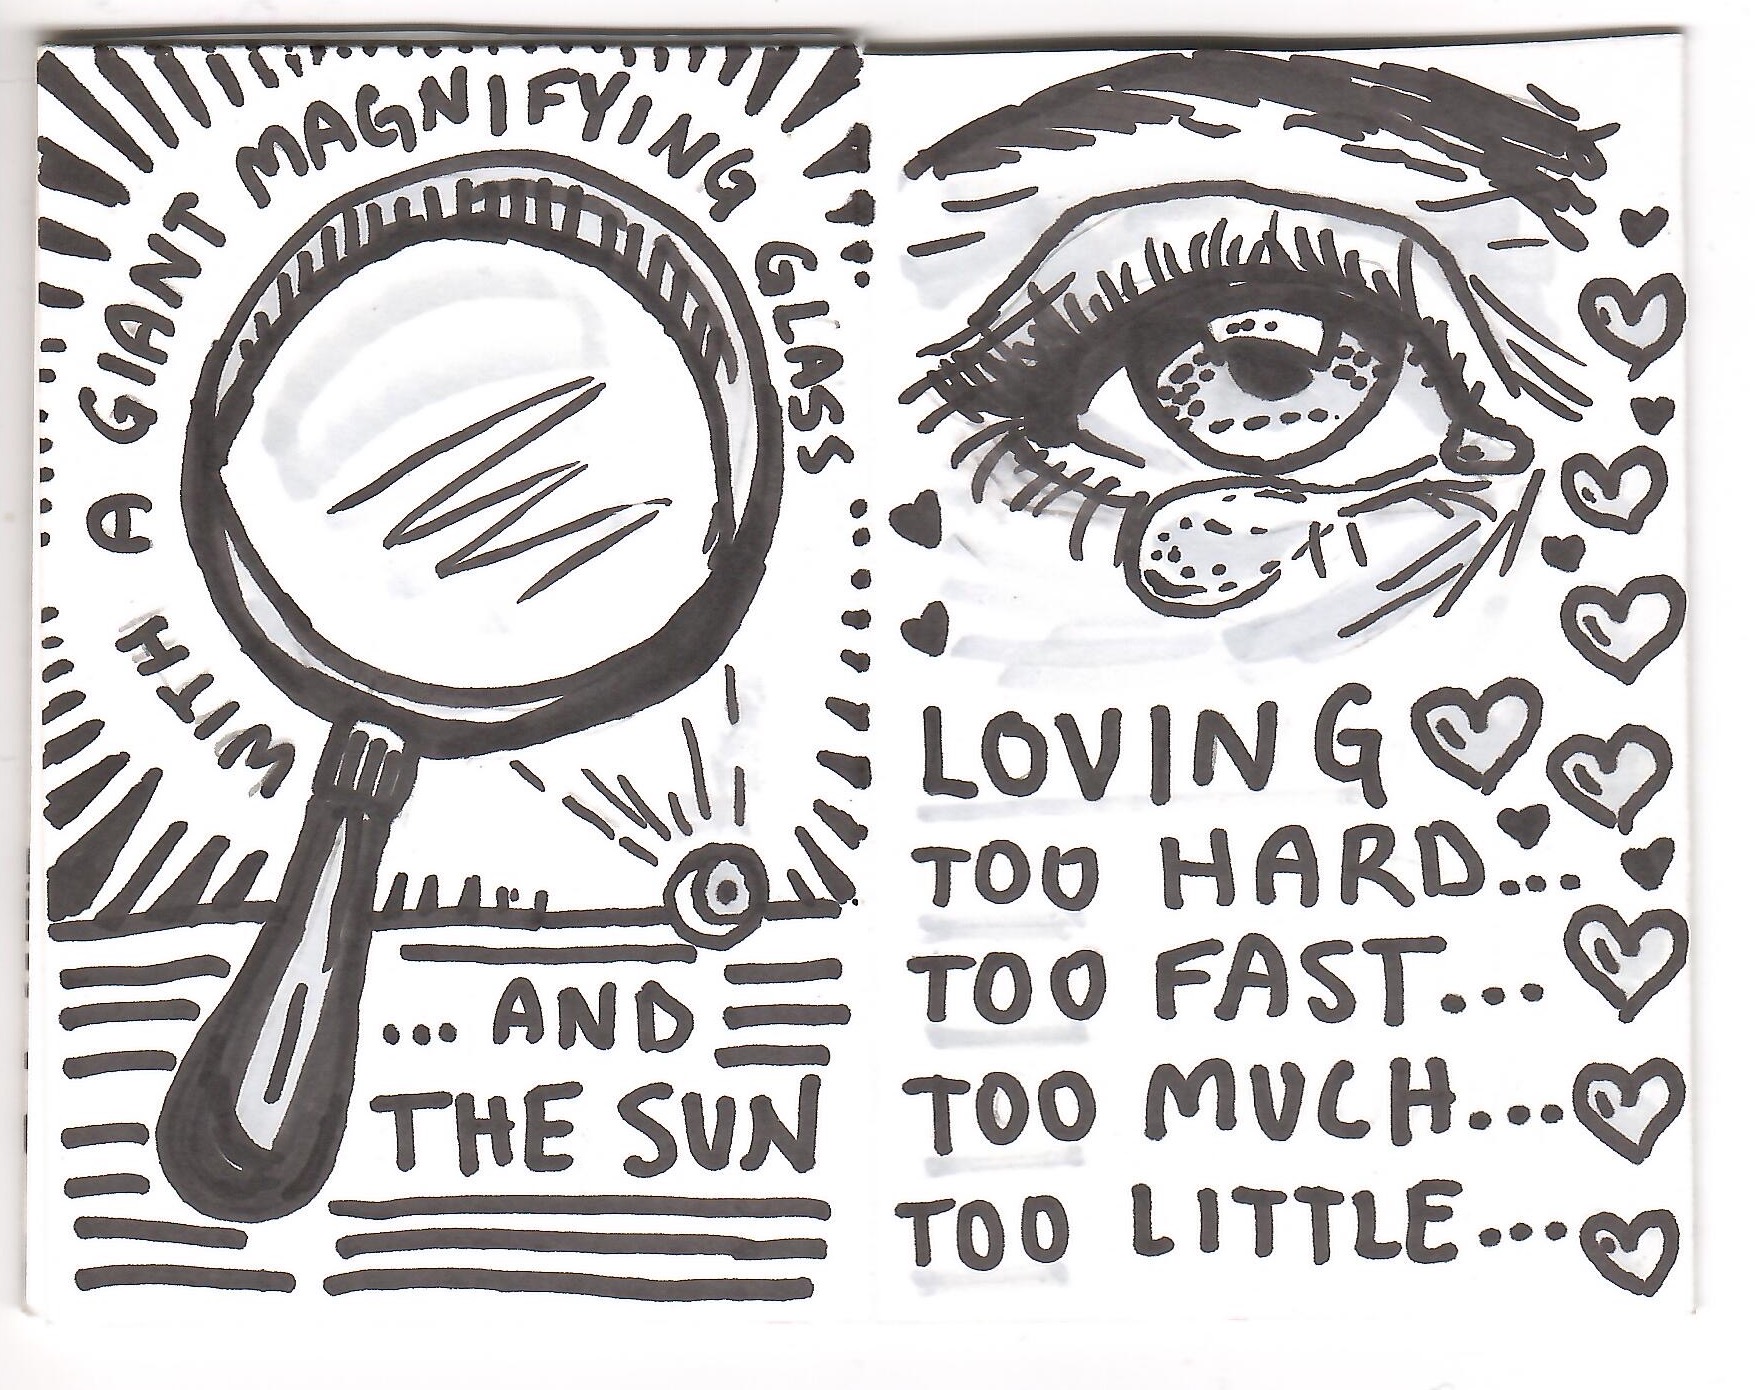 WITH A GIANT MAGNIFYING GLASS
...AND
THE SUN
LOVING
TOO HARD...
TOO FAST...
TOO MUCH...
TOO LITTLE...